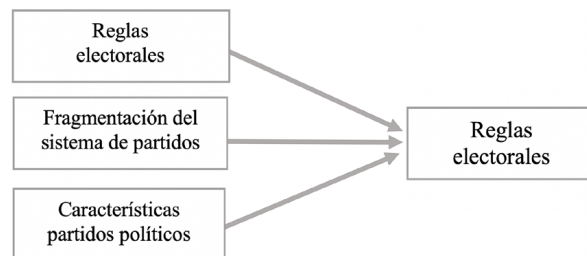 Reglas
electorales
Fragmentación del
sistema de partidos
Características
partidos políticos
Reglas
electorales